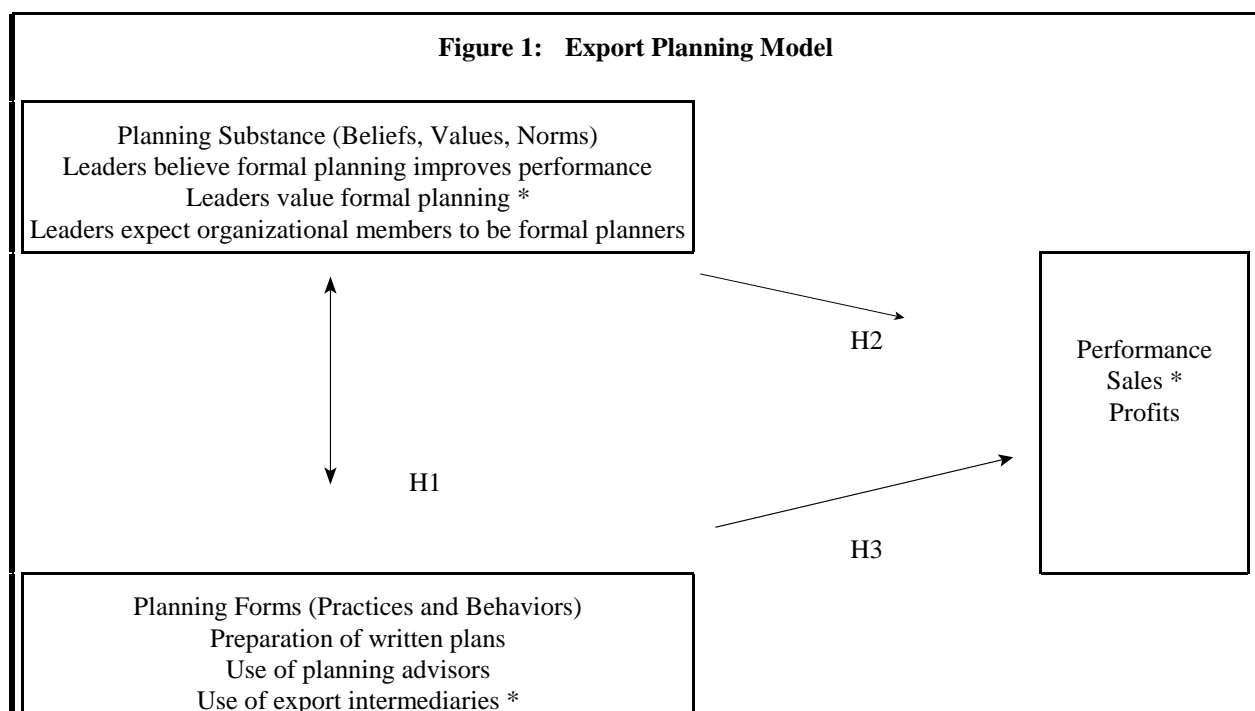 Figure 1: Export Planning Model
Planning Substance (Beliefs, Values, Norms)
Leaders believe formal planning improves performance
Leaders value formal planning *
Leaders expect organizational members to be formal planners
H2
Performance
Sales *
Profits
H1
H3
Planning Forms (Practices and Behaviors)
Preparation of written plans
Use of planning advisors
Use of export intermediaries *